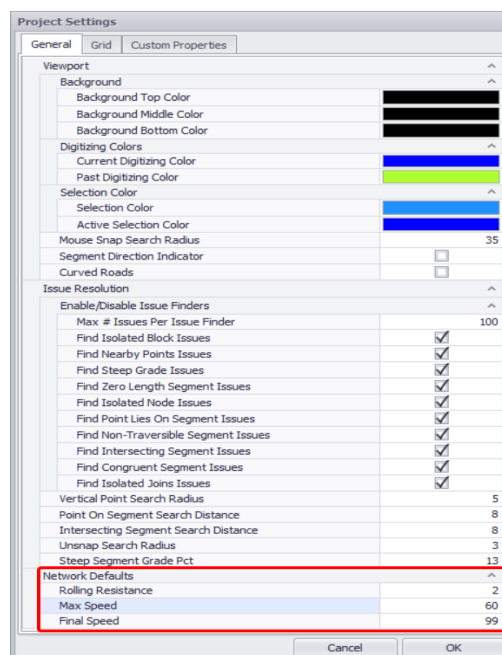 Project Settings
General Grid Custom Properties
Viewport
Background
Background Top Color
Background Middle Color
Background Bottom Color
Digitizing Colors
Current Digitizing Color
Past Digitizing Color
Selection Color
Selection Color
Active Selection Color
Mouse Snap Search Radius 35
Segment Direction Indicator
Curved Roads
Issue Resolution
Enable/Disable Issue Finders
Max # Issues Per Issue Finder 100
Find Isolated Block Issues
Find Nearby Points Issues
Find Steep Grade Issues
Find Zero Length Segment Issues
Find Isolated Node Issues
Find Point Lies On Segment Issues
Find Non-Traversible Segment Issues
Find Intersecting Segment Issues
Find Congruent Segment Issues
Find Isolated Joins Issues
Vertical Point Search Radius 5
Point On Segment Search Distance 8
Intersecting Segment Search Distance 8
Unsnap Search Radius 3
Steep Segment Grade Pct 13
Network Defaults
Rolling Resistance 2
Max Speed 60
Final Speed 99
Cancel OK